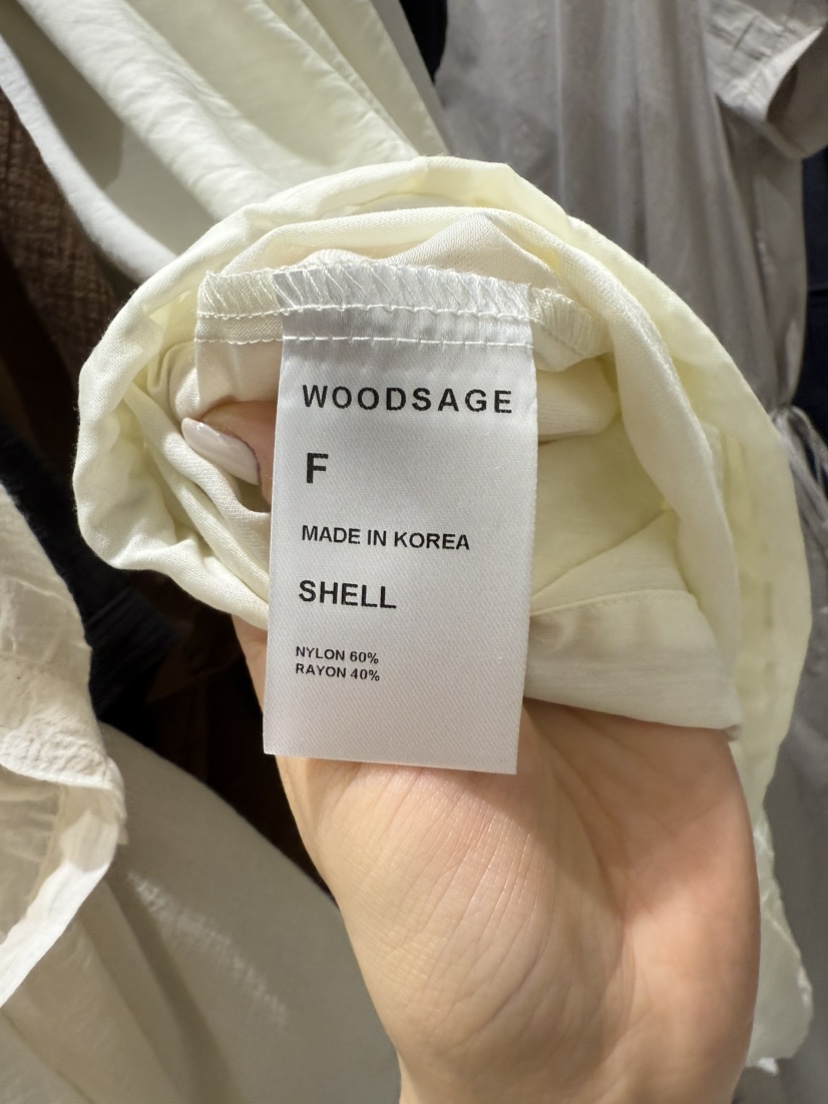 WOODSAGE
F
MADE IN KOREA
SHELL
NYLON 60%
RAYON 40%